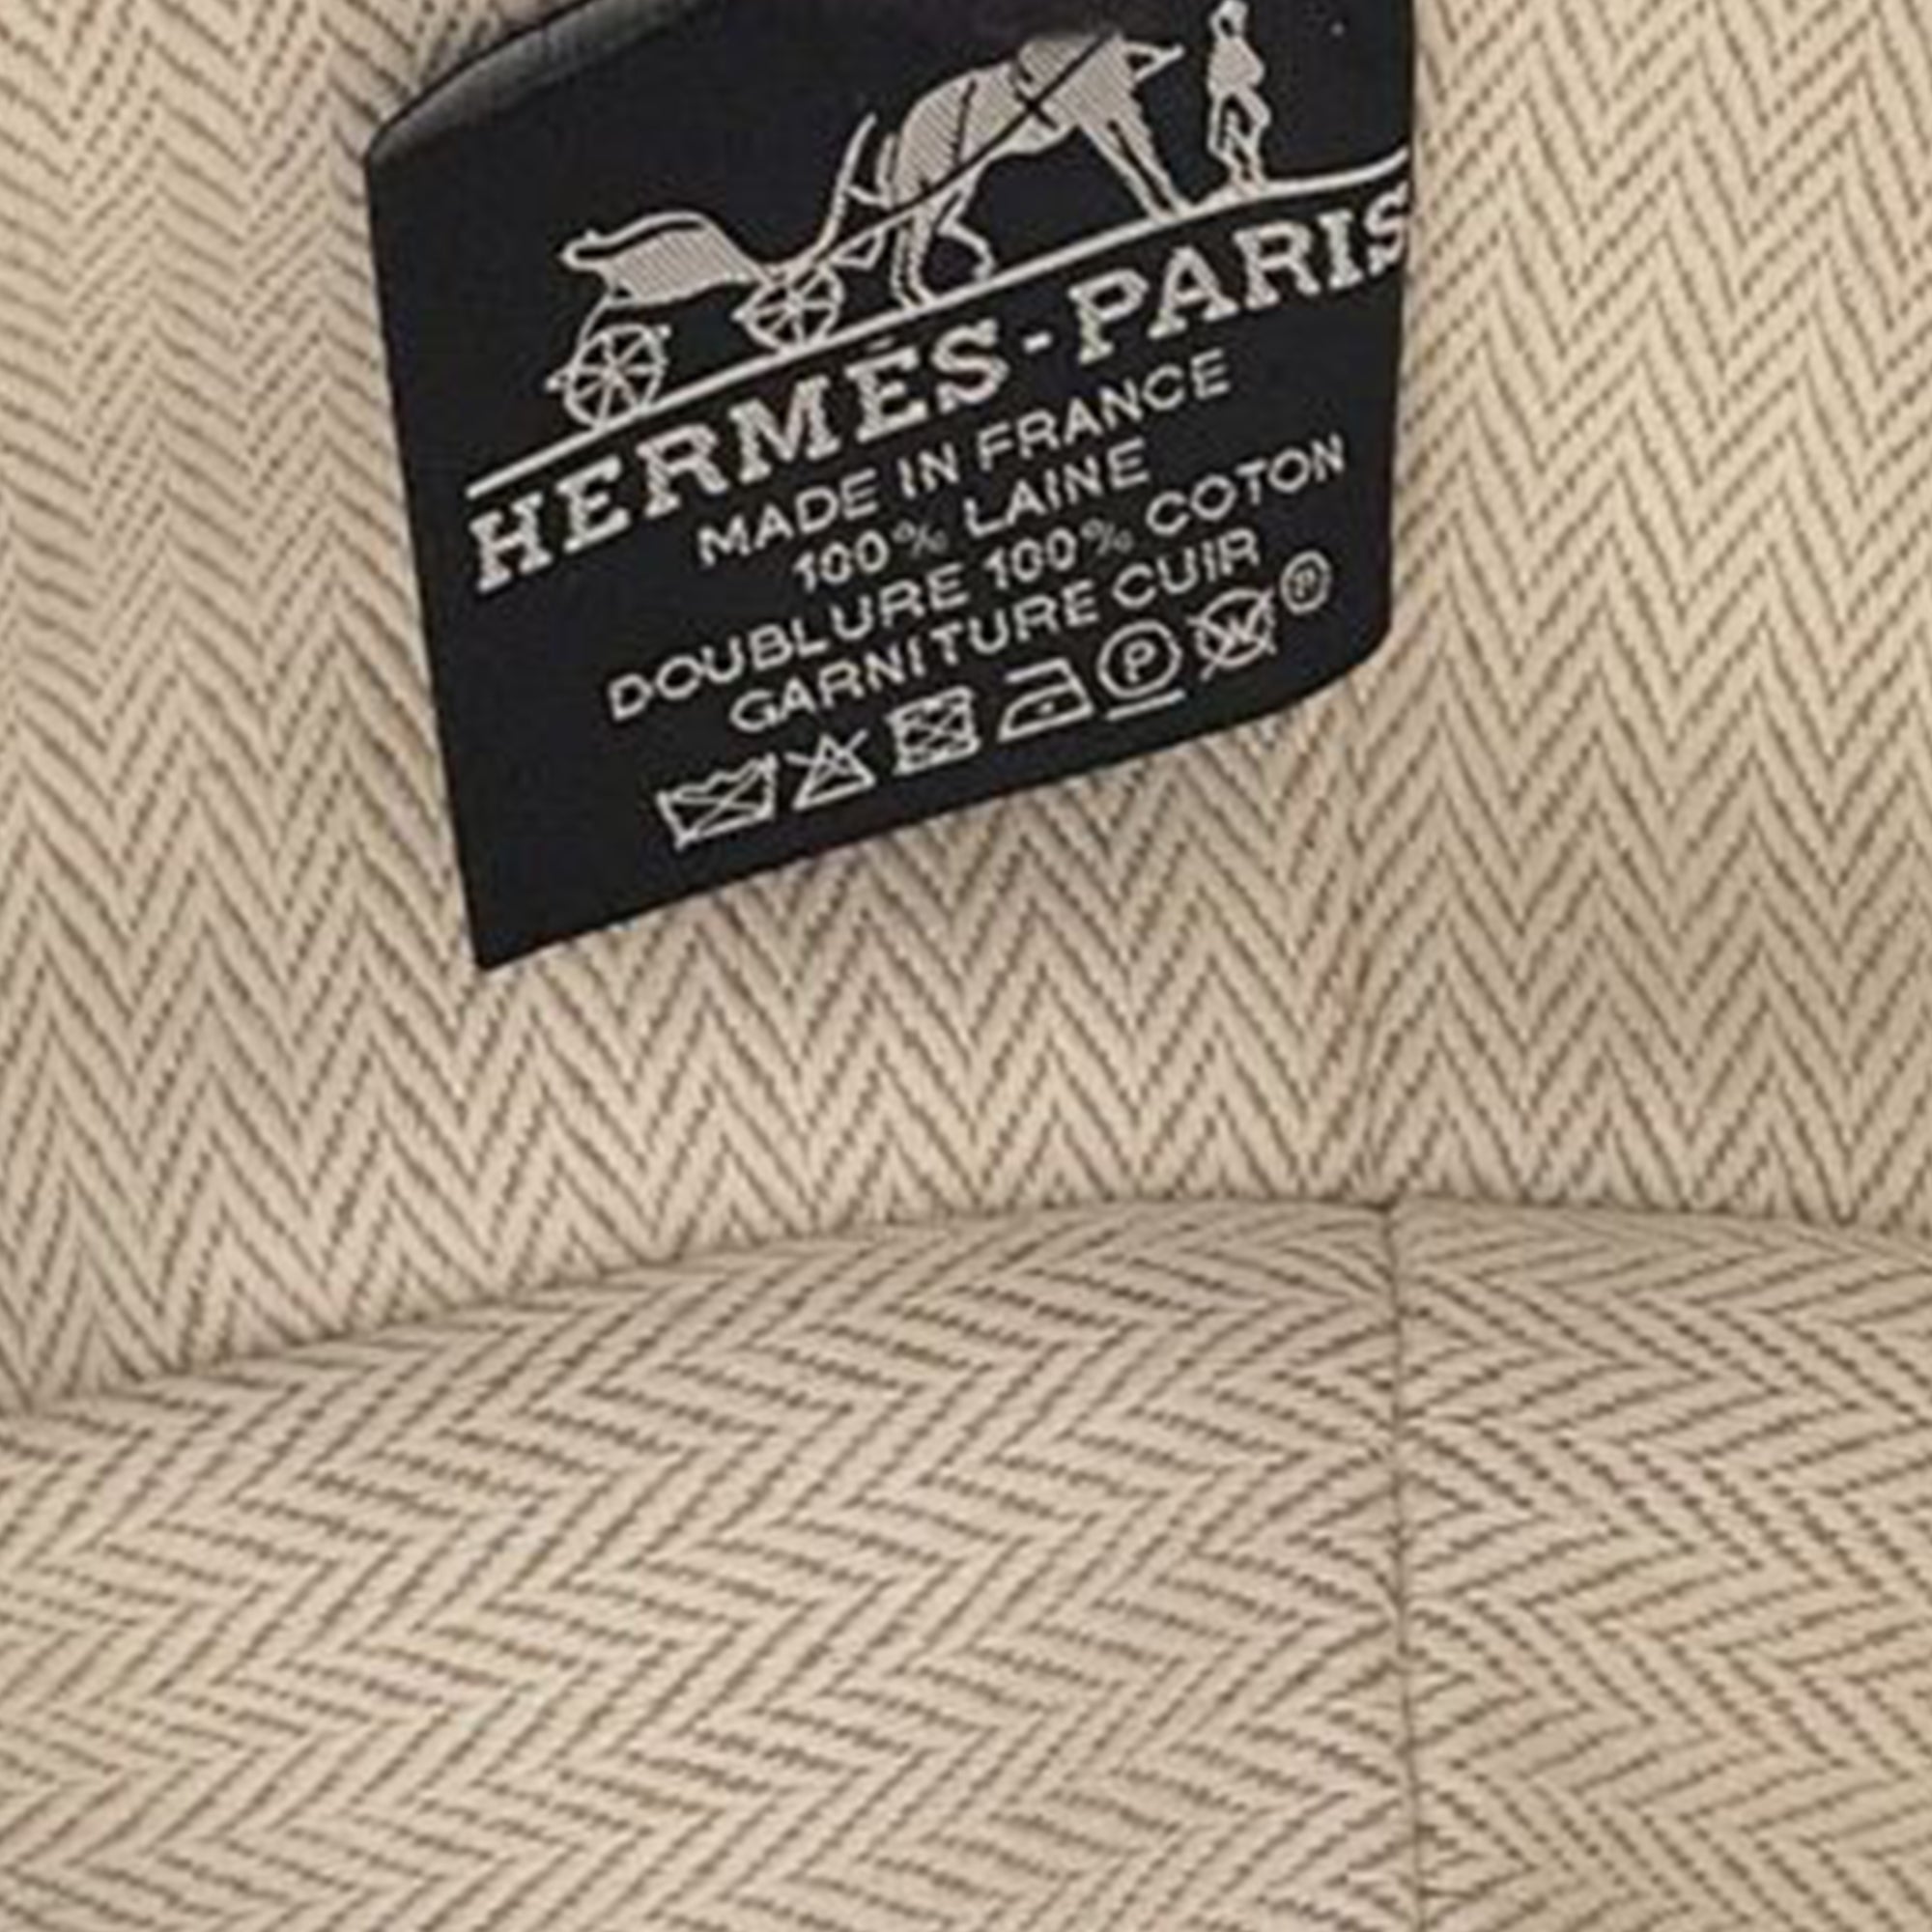 HERMÈS-PARIS
MADE IN FRANCE
100% LAINE
DOUBLURE 100% COTON
GARNITURE CUIR
P W P